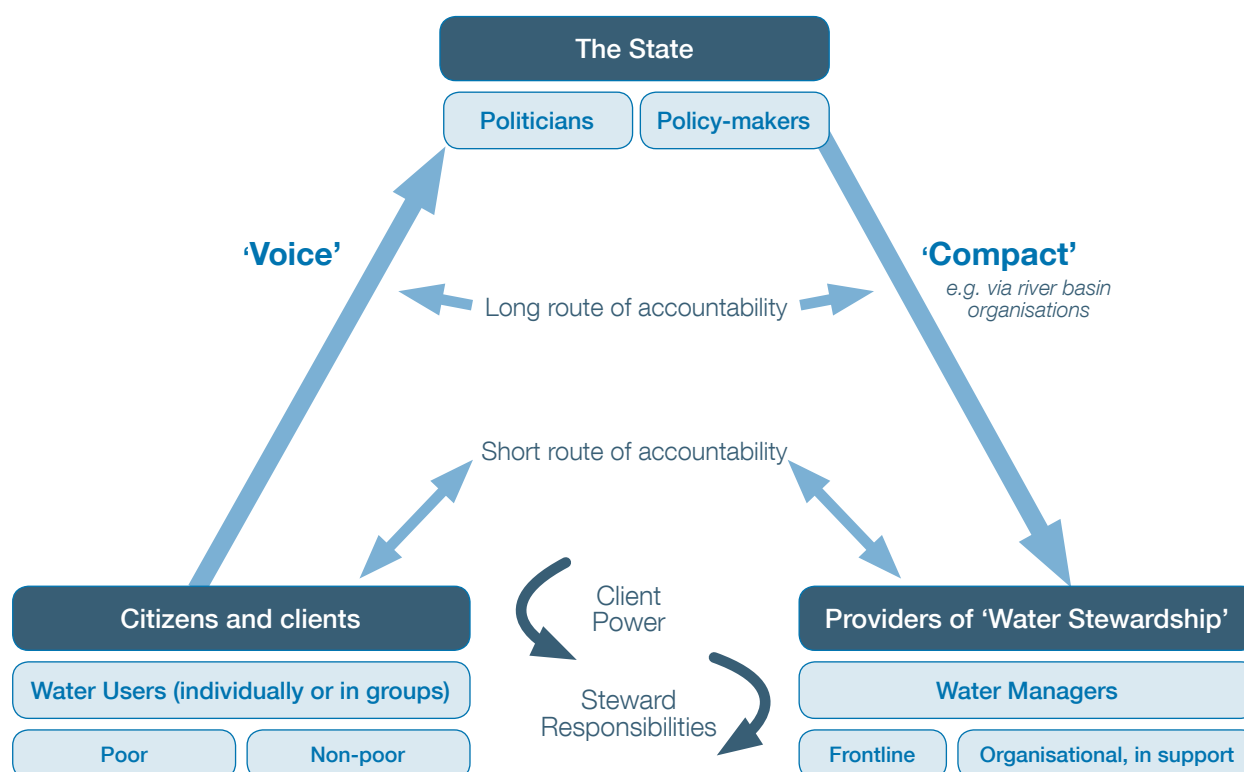 The State
Politicians
Policy-makers
‘Voice’
‘Compact’
e.g. via river basin
organisations
Long route of accountability
Short route of accountability
Client
Power
Steward
Responsibilities
Citizens and clients
Water Users (individually or in groups)
Poor
Non-poor
Providers of ‘Water Stewardship’
Water Managers
Frontline
Organisational, in support